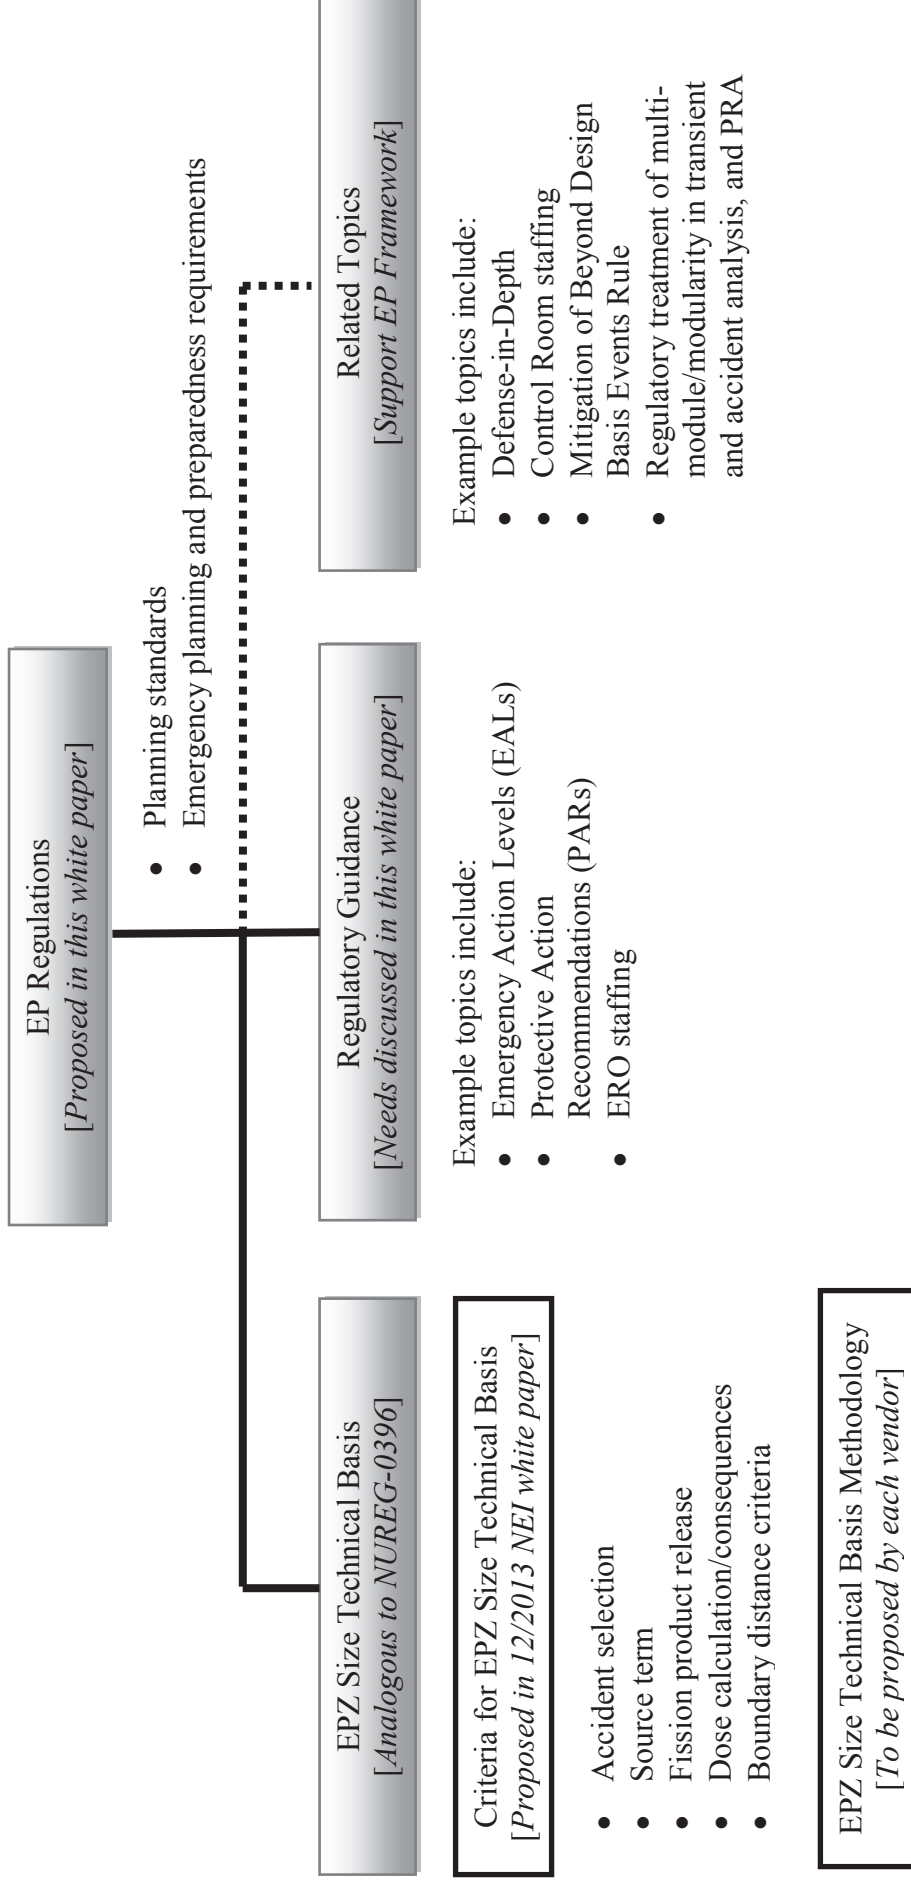 EP Regulations
[Proposed in this white paper]
• Planning standards
• Emergency planning and preparedness requirements
EPZ Size Technical Basis
[Analogous to NUREG-0396]
Criteria for EPZ Size Technical Basis
[Proposed in 12/2013 NEI white paper]
• Accident selection
• Source term
• Fission product release
• Dose calculation/consequences
• Boundary distance criteria
EPZ Size Technical Basis Methodology
[To be proposed by each vendor]
Regulatory Guidance
[Needs discussed in this white paper]
Example topics include:
• Emergency Action Levels (EALs)
• Protective Action
Recommendations (PARs)
• ERO staffing
Related Topics
[Support EP Framework]
Example topics include:
• Defense-in-Depth
• Control Room staffing
• Mitigation of Beyond Design
Basis Events Rule
• Regulatory treatment of multi-
module/modularity in transient
and accident analysis, and PRA